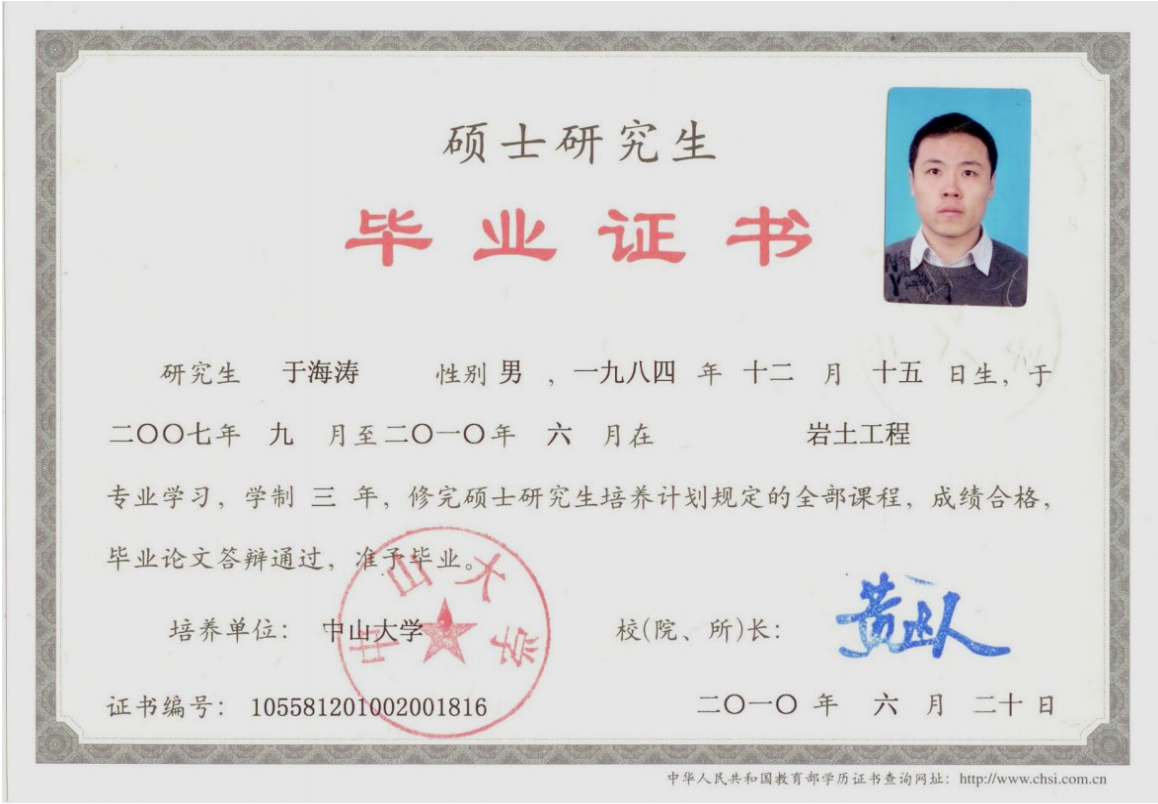 硕士研究生
毕业证书
研究生 于海涛 性别 男 ，一九八四 年 十二 月 十五 日生，于
二〇〇七年 九 月至二〇一〇年 六 月在 岩土工程
专业学习，学制 三 年，修完硕士研究生培养计划规定的全部课程，成绩合格，
毕业论文答辩通过，准予毕业。
中山大学
培养单位： 中山大学 校(院、所)长： 黄达人
证书编号： 105581201002001816 二〇一〇 年 六 月 二十 日
中华人民共和国教育部学历证书查询网址：http://www.chsi.com.cn